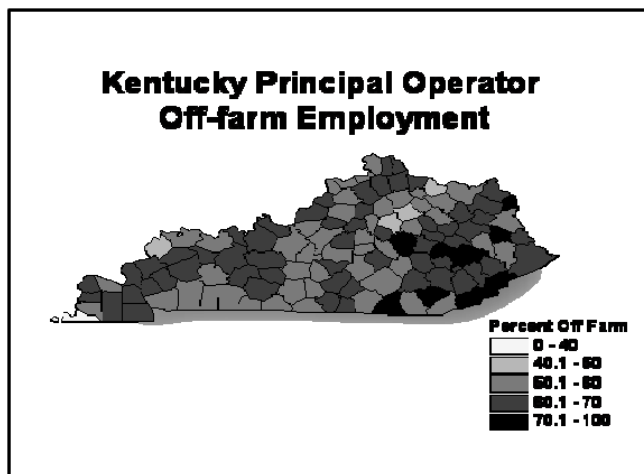 Kentucky Principal Operator
Off-farm Employment
Percent Off Farm
0 - 40
40.1 - 50
50.1 - 60
60.1 - 70
70.1 - 100